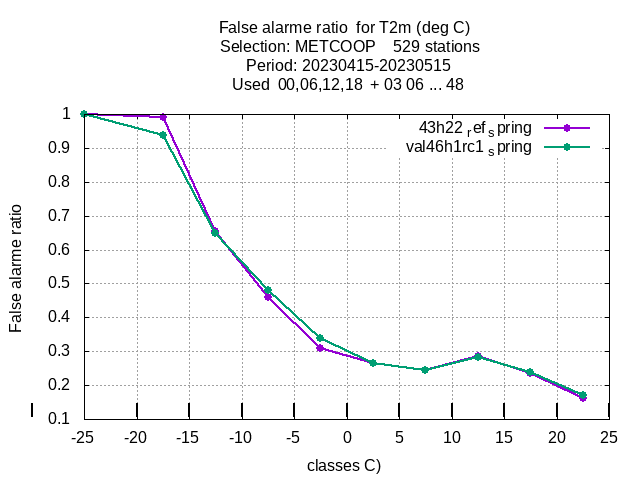 False alarme ratio  for T2m (deg C)
Selection: METCOOP    529 stations
Period: 20230415-20230515
Used  00,06,12,18  + 03 06 ... 48
43h22 ref spring
val46h1rc1 spring
1
0.9
0.8
0.7
0.6
0.5
0.4
0.3
0.2
0.1
False alarme ratio
-25 -20 -15 -10 -5 0 5 10 15 20 25
classes C)